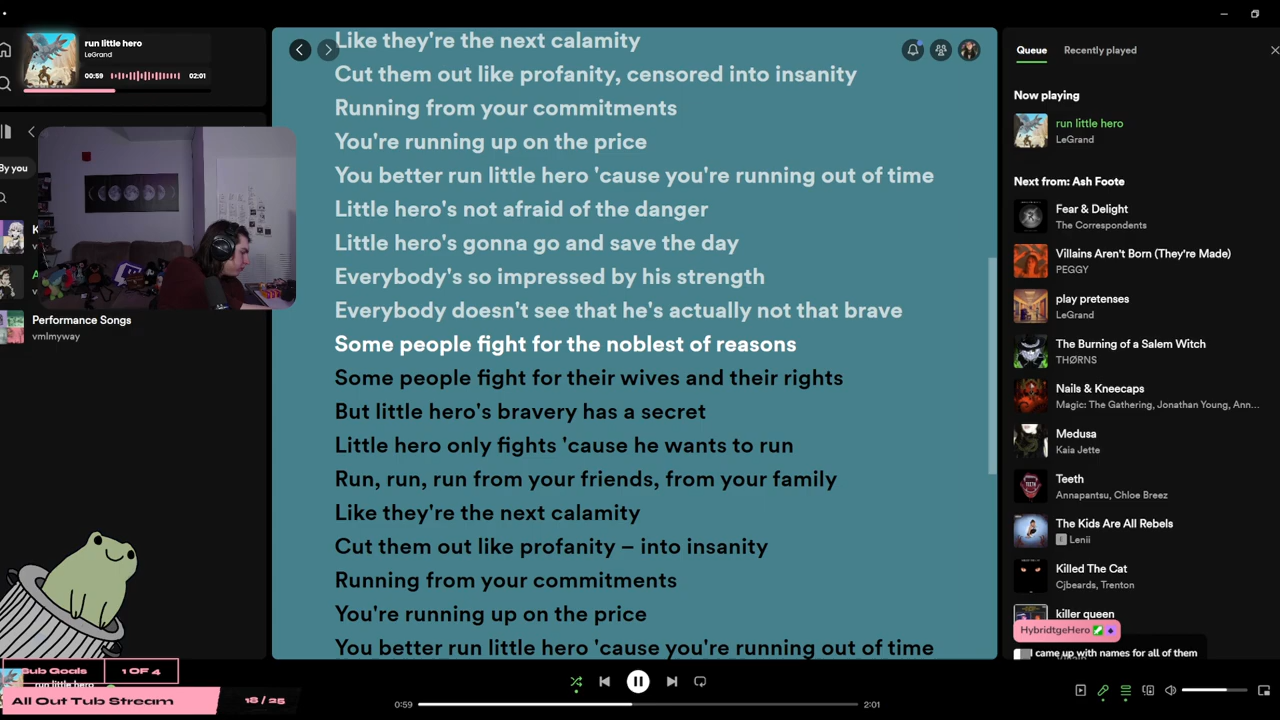 run little hero
LeGrand
00:59
02:01
By you
Performance Songs
vmlmyway
Like they're the next calamity
Cut them out like profanity, censored into insanity
Running from your commitments
You're running up on the price
You better run little hero 'cause you're running out of time
Little hero's not afraid of the danger
Little hero's gonna go and save the day
Everybody's so impressed by his strength
Everybody doesn't see that he's actually not that brave
Some people fight for the noblest of reasons
Some people fight for their wives and their rights
But little hero's bravery has a secret
Little hero only fights 'cause he wants to run
Run, run, run from your friends, from your family
Like they're the next calamity
Cut them out like profanity – into insanity
Running from your commitments
You're running up on the price
You better run little hero 'cause you're running out of time
Queue
Recently played
Now playing
run little hero
LeGrand
Next from: Ash Foote
Fear & Delight
The Correspondents
Villains Aren't Born (They're Made)
PEGGY
play pretenses
LeGrand
The Burning of a Salem Witch
THØRNS
Nails & Kneecaps
Magic: The Gathering, Jonathan Young, Ann...
Medusa
Kaia Jette
Teeth
Annapantsu, Chloe Breez
The Kids Are All Rebels
Lenii
Killed The Cat
Cjbeards, Trenton
killer queen
HybridtgeHero
I came up with names for all of them
Sub Goals
1 OF 4
run little hero
All Out Tub Stream
18 / 25
0:59
2:01